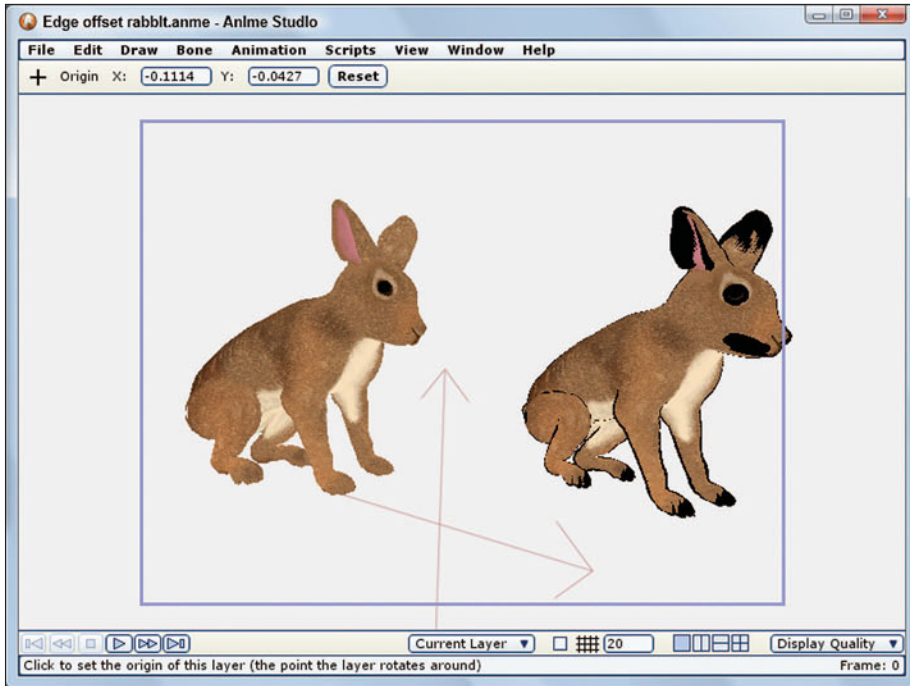 Edge offset rabbit.anme - Anime Studio
File Edit Draw Bone Animation Scripts View Window Help
Origin X: -0.1114 Y: -0.0427 Reset
Current Layer 20 Display Quality
Click to set the origin of this layer (the point the layer rotates around) Frame: 0